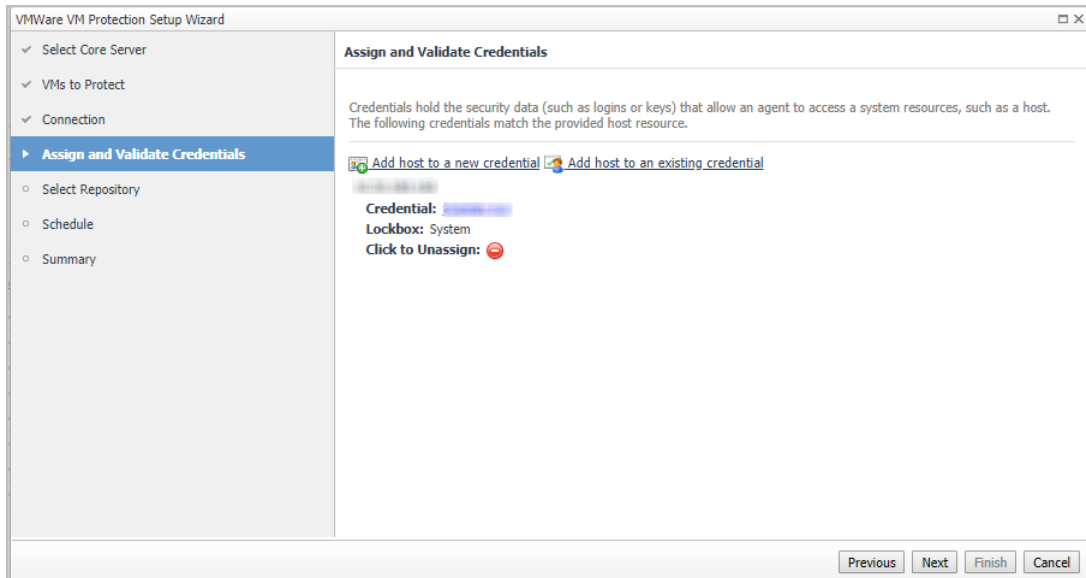 VMWare VM Protection Setup Wizard
Select Core Server
VMs to Protect
Connection
Assign and Validate Credentials
Select Repository
Schedule
Summary
Assign and Validate Credentials
Credentials hold the security data (such as logins or keys) that allow an agent to access a system resources, such as a host.
The following credentials match the provided host resource.
Add host to a new credential Add host to an existing credential
Credential:
Lockbox: System
Click to Unassign:
Previous Next Finish Cancel